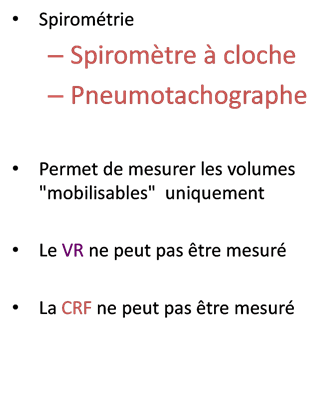 • Spirométrie
– Spiromètre à cloche
– Pneumotachographe
• Permet de mesurer les volumes
"mobilisables" uniquement
• Le VR ne peut pas être mesuré
• La CRF ne peut pas être mesuré